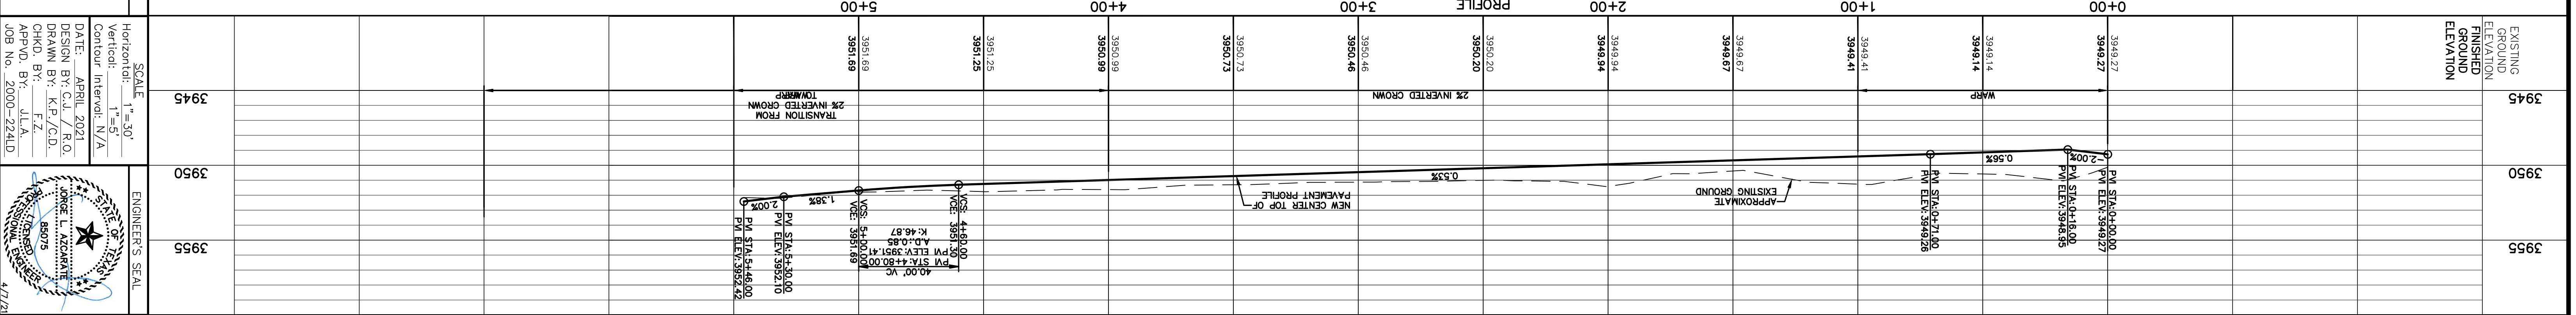 3955
3950
3945
EXISTING
GROUND
ELEVATION
FINISHED
GROUND
ELEVATION
PVI STA:0+00.00
PVI ELEV:3949.27
PVI STA:0+16.00
PVI ELEV:3948.95
PVI STA:0+71.00
PVI ELEV:3949.26
-2.00%
0.56%
0.53%
1.38%
2.00%
APPROXIMATE
EXISTING GROUND
NEW CENTER TOP OF
PAVEMENT PROFILE
40.00' VC
PVI STA:4+80.00
PVI ELEV:3951.41
A.D.:0.85
K:46.87
VCS: 4+60.00
VCE: 3951.30
VCS: 5+00.00
VCE: 3951.69
PVI STA:5+30.00
PVI ELEV:3952.10
PVI STA:5+46.00
PVI ELEV:3952.42
WARP
2% INVERTED CROWN
TRANSITION FROM
2% INVERTED CROWN
TO WARP
WARP
3949.27
3949.27
3949.14
3949.14
3949.41
3949.41
3949.67
3949.67
3949.94
3949.94
3950.20
3950.20
3950.46
3950.46
3950.73
3950.73
3950.99
3950.99
3951.25
3951.25
3951.69
3951.69
0+00
1+00
2+00
3+00
4+00
5+00
PROFILE
3955
3950
3945
ENGINEER'S SEAL
STATE OF TEXAS
JORGE L. AZCARATE
85075
LICENSED
PROFESSIONAL ENGINEER
4/7/21
SCALE
Horizontal: 1"=30'
Vertical: 1"=5'
Contour Interval: N/A
DATE: APRIL 2021
DESIGN BY: C.J. / R.O.
DRAWN BY: K.P./C.D.
CHKD. BY: F.Z.
APPVD. BY: J.L.A.
JOB No. 2000-224LD